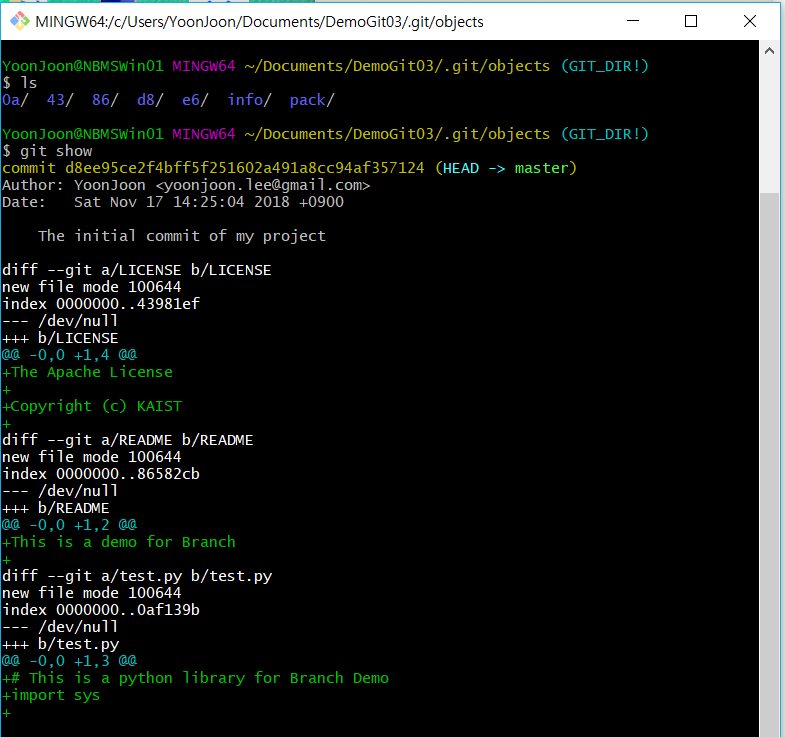 MINGW64:/c/Users/YoonJoon/Documents/DemoGit03/.git/objects
YoonJoon@NBMSWin01 MINGW64 ~/Documents/DemoGit03/.git/objects (GIT_DIR!)
$ ls
0a/  43/  86/  d8/  e6/  info/  pack/
YoonJoon@NBMSWin01 MINGW64 ~/Documents/DemoGit03/.git/objects (GIT_DIR!)
$ git show
commit d8ee95ce2f4bff5f251602a491a8cc94af357124 (HEAD -> master)
Author: YoonJoon <yoonjoon.lee@gmail.com>
Date:   Sat Nov 17 14:25:04 2018 +0900
    The initial commit of my project
diff --git a/LICENSE b/LICENSE
new file mode 100644
index 0000000..43981ef
--- /dev/null
+++ b/LICENSE
@@ -0,0 +1,4 @@
+The Apache License
+
+Copyright (c) KAIST
+
diff --git a/README b/README
new file mode 100644
index 0000000..86582cb
--- /dev/null
+++ b/README
@@ -0,0 +1,2 @@
+This is a demo for Branch
+
diff --git a/test.py b/test.py
new file mode 100644
index 0000000..0af139b
--- /dev/null
+++ b/test.py
@@ -0,0 +1,3 @@
+# This is a python library for Branch Demo
+import sys
+